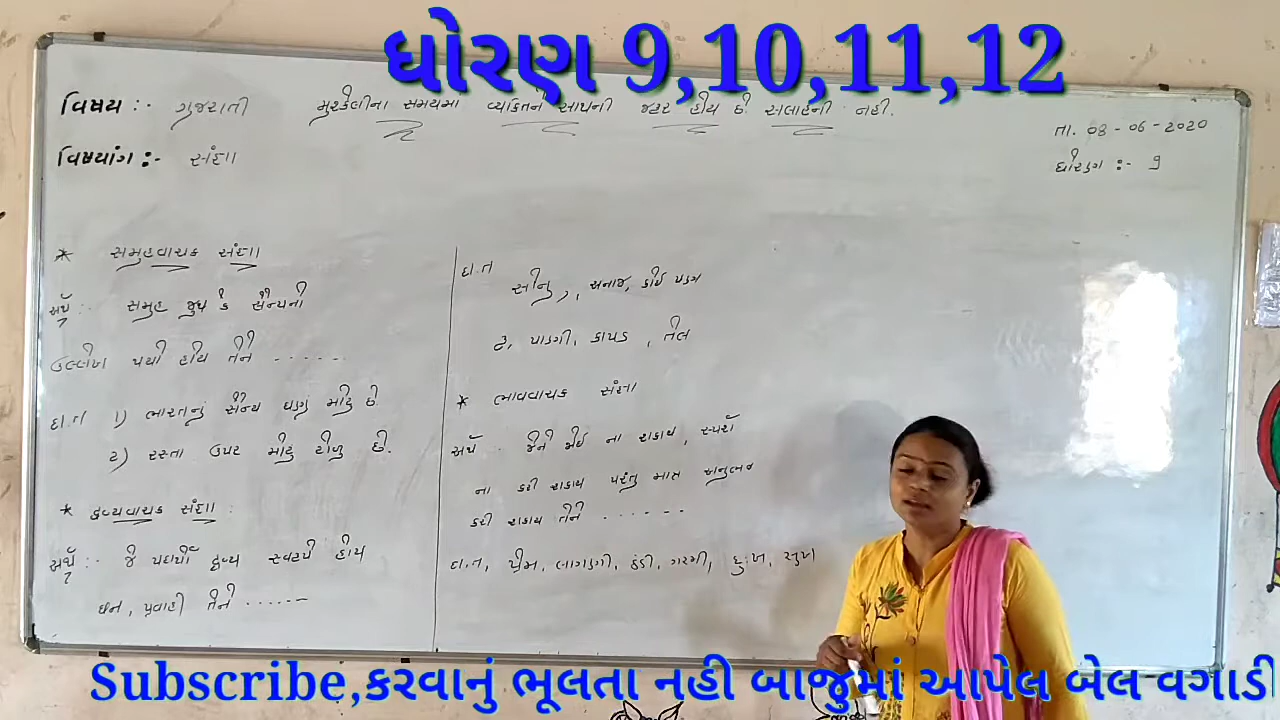 ધોરણ 9,10,11,12
વિષય :- ગુજરાતી
મુશ્કેલીના સમયમાં વ્યક્તિને સાથની જરૂર હોય છે. સલાહની નહી.
તા. 08-06-2020
વિષયાંગ :- સંજ્ઞા
ધોરણ :- 9
* સમુહવાચક સંજ્ઞા
અર્થ :- સમુહ જુથ કે સૈન્યનો
ઉલ્લેખ થયો હોય તેને ......
દા.ત 1) ભારતનું સૈન્ય ઘણું મોટુ છે
2) રસ્તા ઉપર મોટુ ટોળુ છે.
* દ્રવ્યવાચક સંજ્ઞા :
અર્થ :- જે પદાર્થો દ્રવ્ય સ્વરૂપે હોય
ઘન, પ્રવાહી તેને .......
દા.ત
સોનુ, અનાજ, કોઈ પણ
પાણી, કાપડ, તેલ
* ભાવવાચક સંજ્ઞા
અર્થ જેને જોઈ ના શકાય, સ્પર્શ
ના કરી શકાય પરંતુ માત્ર અનુભવ
કરી શકાય તેને ......
દા.ત, પ્રેમ, લાગણી, ઠંડી, ગરમી, દુઃખ, સુખ
Subscribe,કરવાનું ભૂલતા નહી બાજુમાં આપેલ બેલ વગાડી